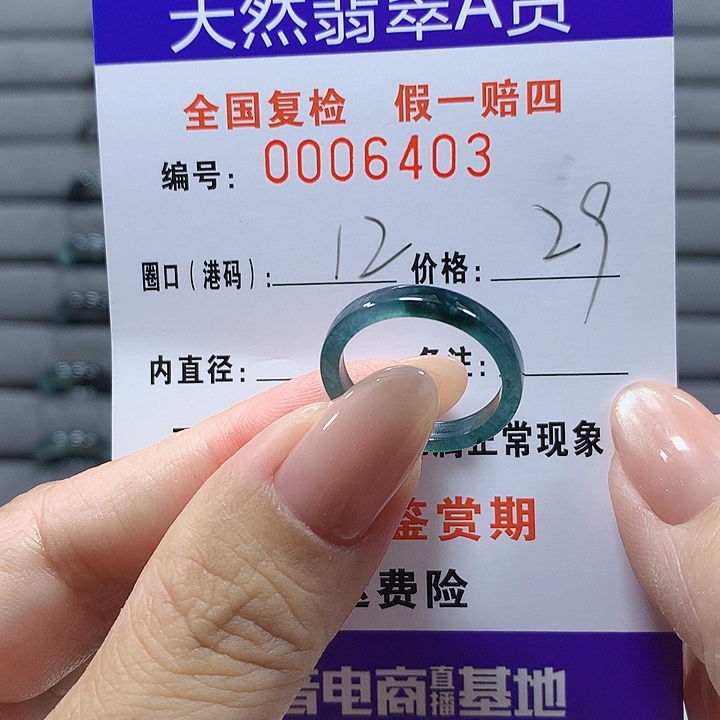 天然翡翠A货
全国复检 假一赔四
编号：0006403
圈口（港码）：12 价格：29
内直径： 备注：
属正常现象
鉴赏期
费险
电商直播基地